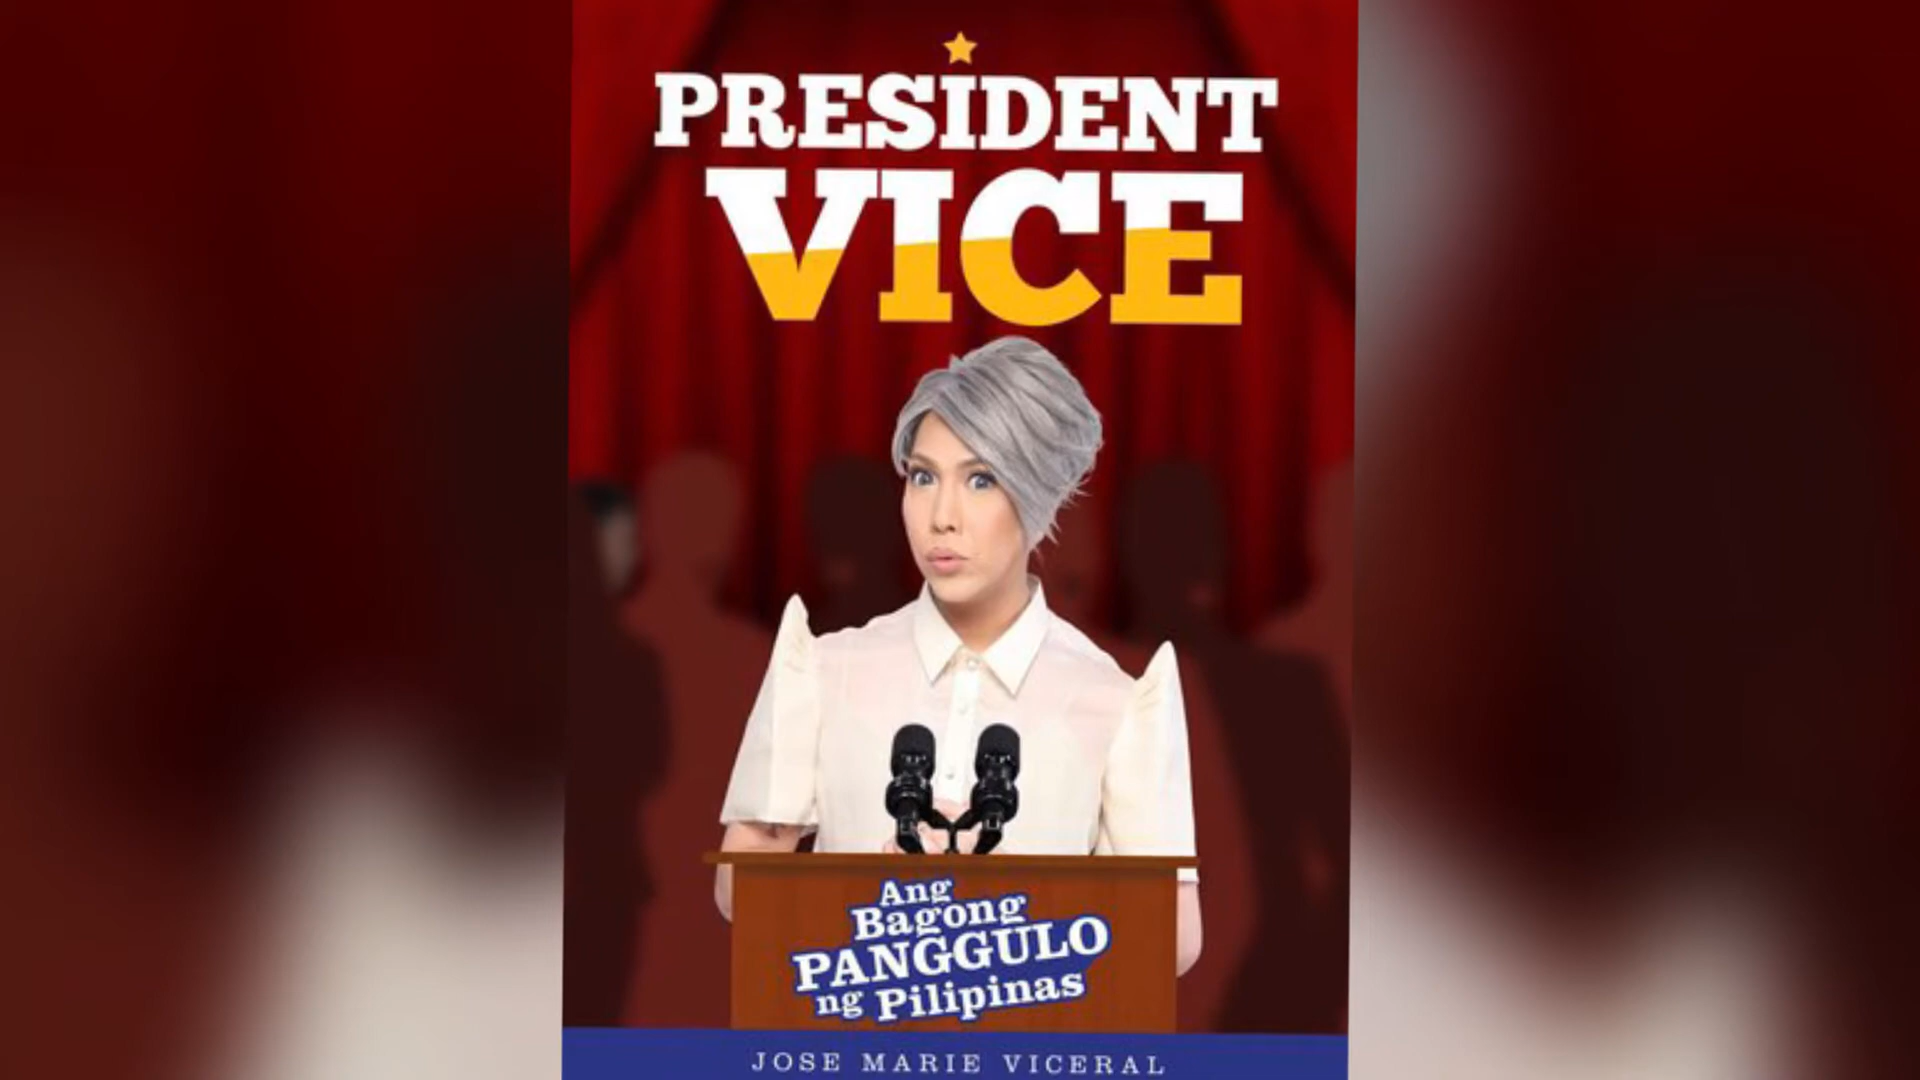 PRESIDENT
VICE
Ang
Bagong
PANGGULO
ng Pilipinas
JOSE MARIE VICERAL